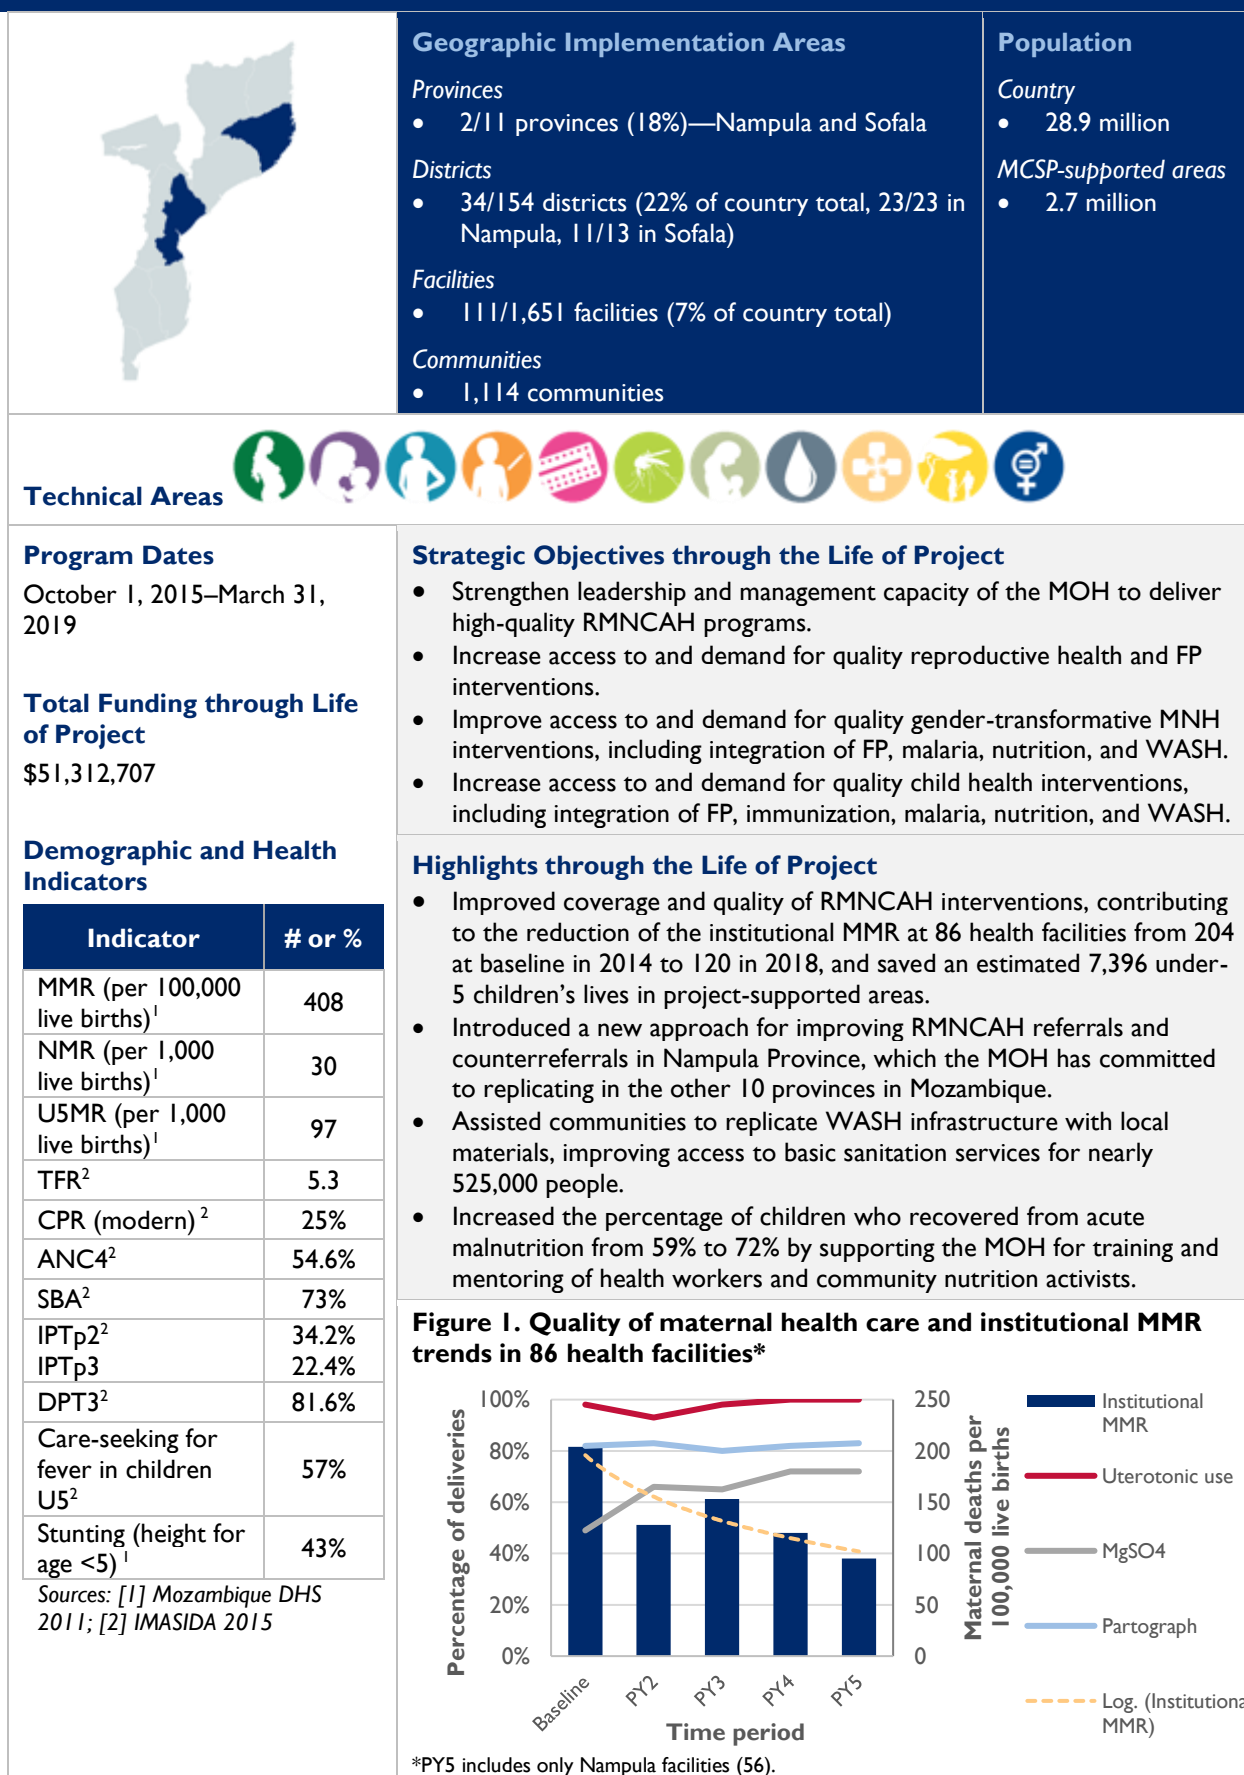 Geographic Implementation Areas
Provinces
• 2/11 provinces (18%)—Nampula and Sofala
Districts
• 34/154 districts (22% of country total, 23/23 in
Nampula, 11/13 in Sofala)
Facilities
• 111/1,651 facilities (7% of country total)
Communities
• 1,114 communities
Population
Country
• 28.9 million
MCSP-supported areas
• 2.7 million
Technical Areas
Program Dates
October 1, 2015–March 31,
2019
Total Funding through Life
of Project
$51,312,707
Demographic and Health
Indicators
Indicator # or %
MMR (per 100,000
live births)¹ 408
NMR (per 1,000
live births)¹ 30
U5MR (per 1,000
live births)¹ 97
TFR² 5.3
CPR (modern) ² 25%
ANC4² 54.6%
SBA² 73%
IPTp2² 34.2%
IPTp3 22.4%
DPT3² 81.6%
Care-seeking for
fever in children
U5² 57%
Stunting (height for
age <5) ¹ 43%
Sources: [1] Mozambique DHS
2011; [2] IMASIDA 2015
Strategic Objectives through the Life of Project
• Strengthen leadership and management capacity of the MOH to deliver
high-quality RMNCAH programs.
• Increase access to and demand for quality reproductive health and FP
interventions.
• Improve access to and demand for quality gender-transformative MNH
interventions, including integration of FP, malaria, nutrition, and WASH.
• Increase access to and demand for quality child health interventions,
including integration of FP, immunization, malaria, nutrition, and WASH.
Highlights through the Life of Project
• Improved coverage and quality of RMNCAH interventions, contributing
to the reduction of the institutional MMR at 86 health facilities from 204
at baseline in 2014 to 120 in 2018, and saved an estimated 7,396 under-
5 children's lives in project-supported areas.
• Introduced a new approach for improving RMNCAH referrals and
counterreferrals in Nampula Province, which the MOH has committed
to replicating in the other 10 provinces in Mozambique.
• Assisted communities to replicate WASH infrastructure with local
materials, improving access to basic sanitation services for nearly
525,000 people.
• Increased the percentage of children who recovered from acute
malnutrition from 59% to 72% by supporting the MOH for training and
mentoring of health workers and community nutrition activists.
Figure 1. Quality of maternal health care and institutional MMR
trends in 86 health facilities*
Percentage of deliveries
100%
80%
60%
40%
20%
0%
250
200
150
100
50
0
Maternal deaths per
100,000 live births
Baseline
PY2
PY3
PY4
PY5
Time period
Institutional
MMR
Uterotonic use
MgSO4
Partograph
Log. (Institutiona
MMR)
*PY5 includes only Nampula facilities (56).